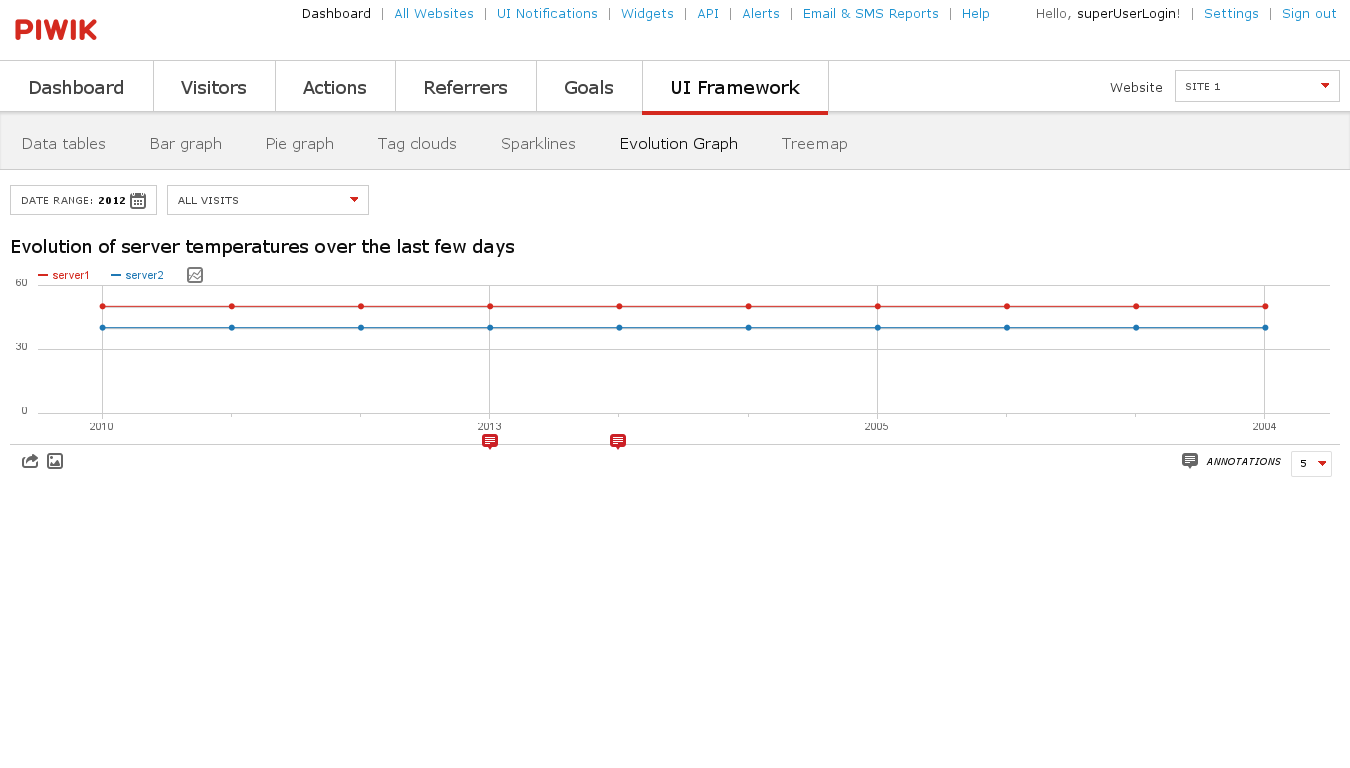 PIWIK
Dashboard | All Websites | UI Notifications | Widgets | API | Alerts | Email & SMS Reports | Help
Hello, superUserLogin! | Settings | Sign out
Dashboard Visitors Actions Referrers Goals UI Framework
Website SITE 1
Data tables Bar graph Pie graph Tag clouds Sparklines Evolution Graph Treemap
DATE RANGE: 2012 ALL VISITS
Evolution of server temperatures over the last few days
server1 server2
60
30
0
2010 2013 2005 2004
ANNOTATIONS 5